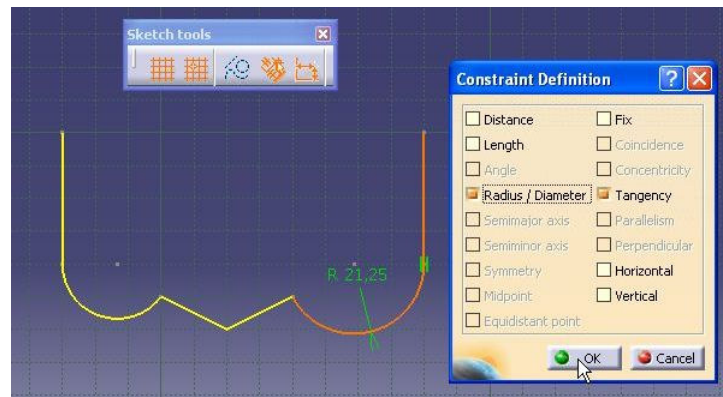 Sketch tools
Constraint Definition
Distance
Fix
Length
Coincidence
Angle
Concentricity
Radius / Diameter
Tangency
Semimajor axis
Parallelism
Semiminor axis
Perpendicular
Symmetry
Horizontal
Midpoint
Vertical
Equidistant point
R 21,25
H
OK
Cancel